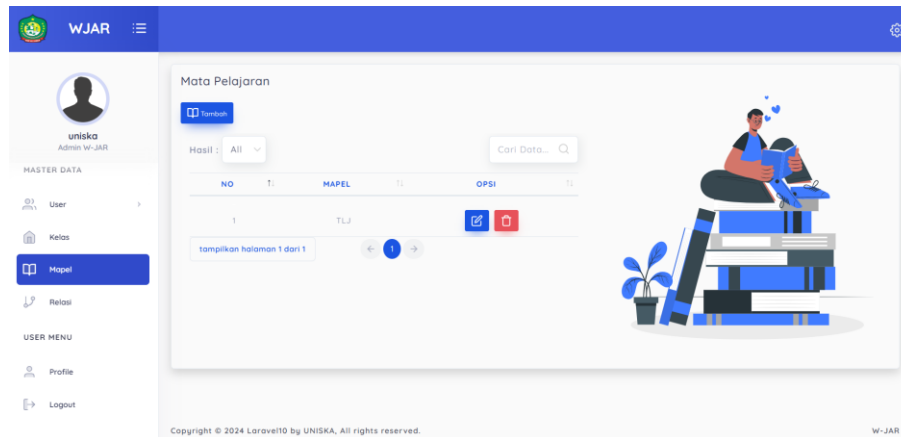 WJAR
uniska
Admin W-JAR
MASTER DATA
User
Kelas
Mapel
Relasi
USER MENU
Profile
Logout
Mata Pelajaran
Tambah
Hasil : All
Cari Data...
NO MAPEL OPSI
1 TLJ
tampilkan halaman 1 dari 1
1
Copyright © 2024 Laravel10 by UNISKA, All rights reserved.
W-JAR